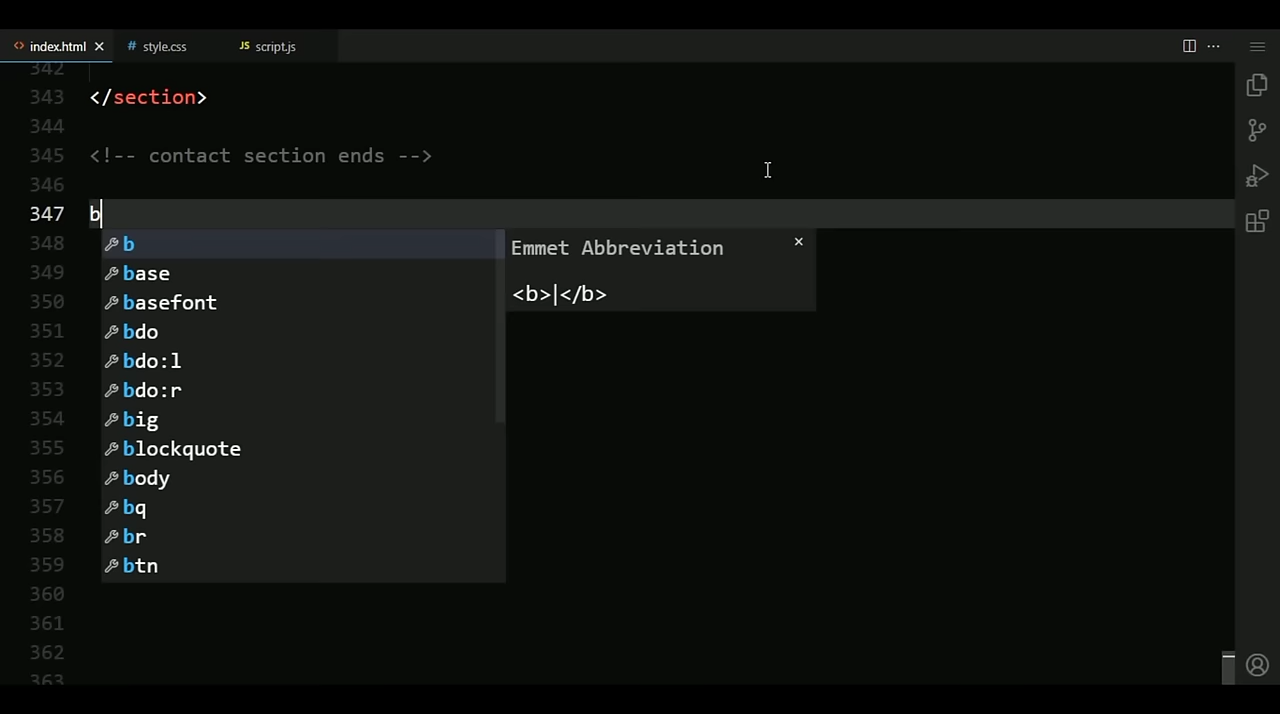 index.html × # style.css JS script.js
342
343 </section>
344
345 <!-- contact section ends -->
346
347 b
348 b
349 base
350 basefont
351 bdo
352 bdo:l
353 bdo:r
354 big
355 blockquote
356 body
357 bq
358 br
359 btn
360
361
362
363
Emmet Abbreviation ×
<b>|</b>